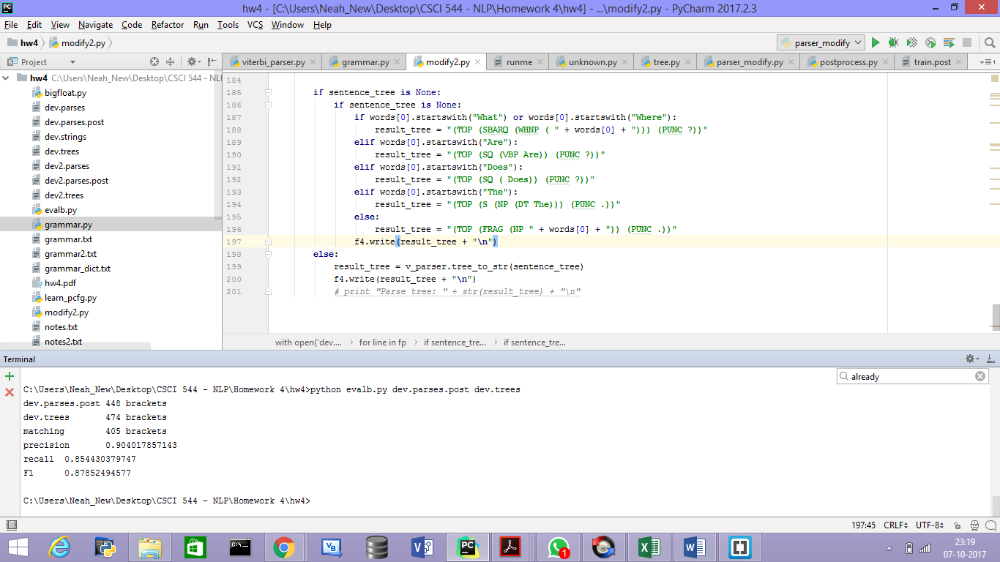 hw4 - [C:\Users\Neah_New\Desktop\CSCI 544 - NLP\Homework 4\hw4] - ...\modify2.py - PyCharm 2017.2.3
File Edit View Navigate Code Refactor Run Tools VCS Window Help
hw4 modify2.py parser_modify
Project viterbi_parser.py grammar.py modify2.py runme unknown.py tree.py parser_modify.py postprocess.py train.post
hw4 C:\Users\Neah_New\Desktop\CSCI 544 - NL
bigfloat.py
dev.parses
dev.parses.post
dev.strings
dev.trees
dev2.parses
dev2.parses.post
dev2.trees
evalb.py
grammar.py
grammar.txt
grammar2.txt
grammar_dict.txt
hw4.pdf
learn_pcfg.py
modify2.py
notes.txt
notes2.txt
184
185 if sentence_tree is None:
186 if sentence_tree is None:
187 if words[0].startswith("What") or words[0].startswith("Where"):
188 result_tree = "(TOP (SBARQ (WHNP ( " + words[0] + "))) (PUNC ?))"
189 elif words[0].startswith("Are"):
190 result_tree = "(TOP (SQ (VBP Are)) (PUNC ?))"
191 elif words[0].startswith("Does"):
192 result_tree = "(TOP (SQ ( Does)) (PUNC ?))"
193 elif words[0].startswith("The"):
194 result_tree = "(TOP (S (NP (DT The))) (PUNC .))"
195 else:
196 result_tree = "(TOP (FRAG (NP " + words[0] + ")) (PUNC .))"
197 f4.write(result_tree + "\n")
198 else:
199 result_tree = v_parser.tree_to_str(sentence_tree)
200 f4.write(result_tree + "\n")
201 # print "Parse tree: " + str(result_tree) + "\n"
with open('dev.... for line in fp if sentence_tre... if sentence_tre...
Terminal
already
C:\Users\Neah_New\Desktop\CSCI 544 - NLP\Homework 4\hw4>python evalb.py dev.parses.post dev.trees
dev.parses.post 448 brackets
dev.trees 474 brackets
matching 405 brackets
precision 0.904017857143
recall 0.854430379747
F1 0.87852494577
C:\Users\Neah_New\Desktop\CSCI 544 - NLP\Homework 4\hw4>
197:45 CRLF UTF-8
23:19
07-10-2017